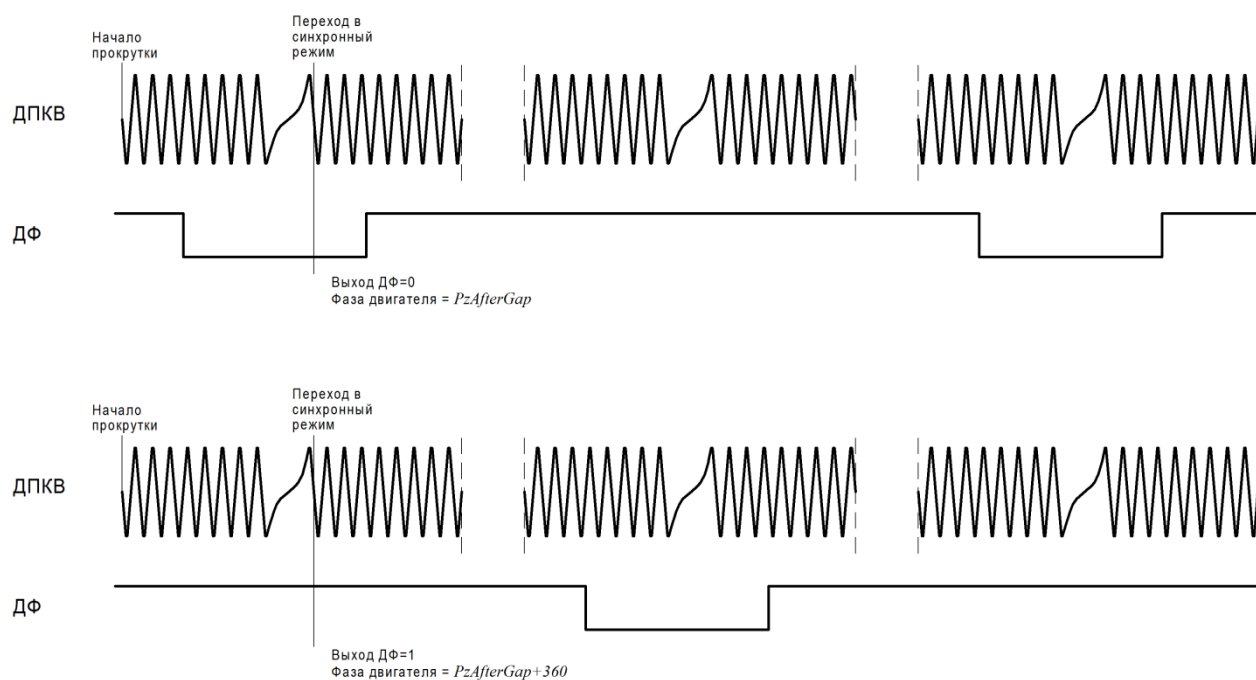 Начало
прокрутки
Переход в
синхронный
режим
ДПКВ
ДФ
Выход ДФ=0
Фаза двигателя = PzAfterGap
Начало
прокрутки
Переход в
синхронный
режим
ДПКВ
ДФ
Выход ДФ=1
Фаза двигателя = PzAfterGap+360